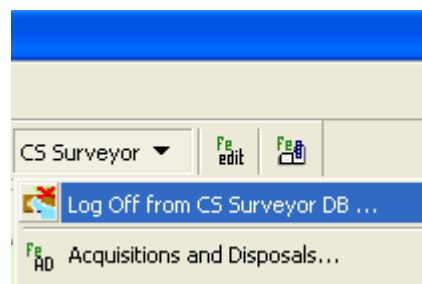 CS Surveyor Fe edit Fe
Log Off from CS Surveyor DB ...
Fe AD Acquisitions and Disposals...